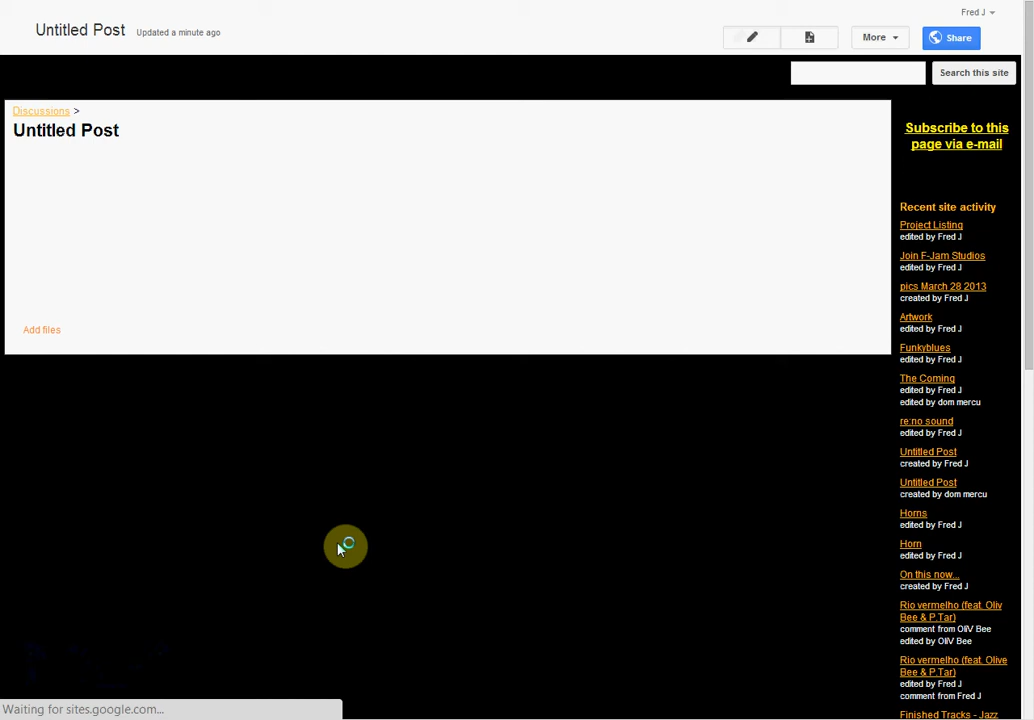 Fred J
Untitled Post Updated a minute ago
More
Share
Search this site
Discussions >
Untitled Post
Add files
Subscribe to this
page via e-mail
Recent site activity
Project Listing
edited by Fred J
Join F-Jam Studios
edited by Fred J
pics March 28 2013
created by Fred J
Artwork
edited by Fred J
Funkyblues
edited by Fred J
The Coming
edited by Fred J
edited by dom mercu
re:no sound
edited by Fred J
Untitled Post
created by Fred J
Untitled Post
created by dom mercu
Horns
edited by Fred J
Horn
edited by Fred J
On this now...
created by Fred J
Rio vermelho (feat. Oliv
Bee & P.Tar)
comment from OliV Bee
edited by OliV Bee
Rio vermelho (feat. Olive
Bee & P.Tar)
edited by Fred J
comment from Fred J
Finished Tracks - Jazz
Waiting for sites.google.com...